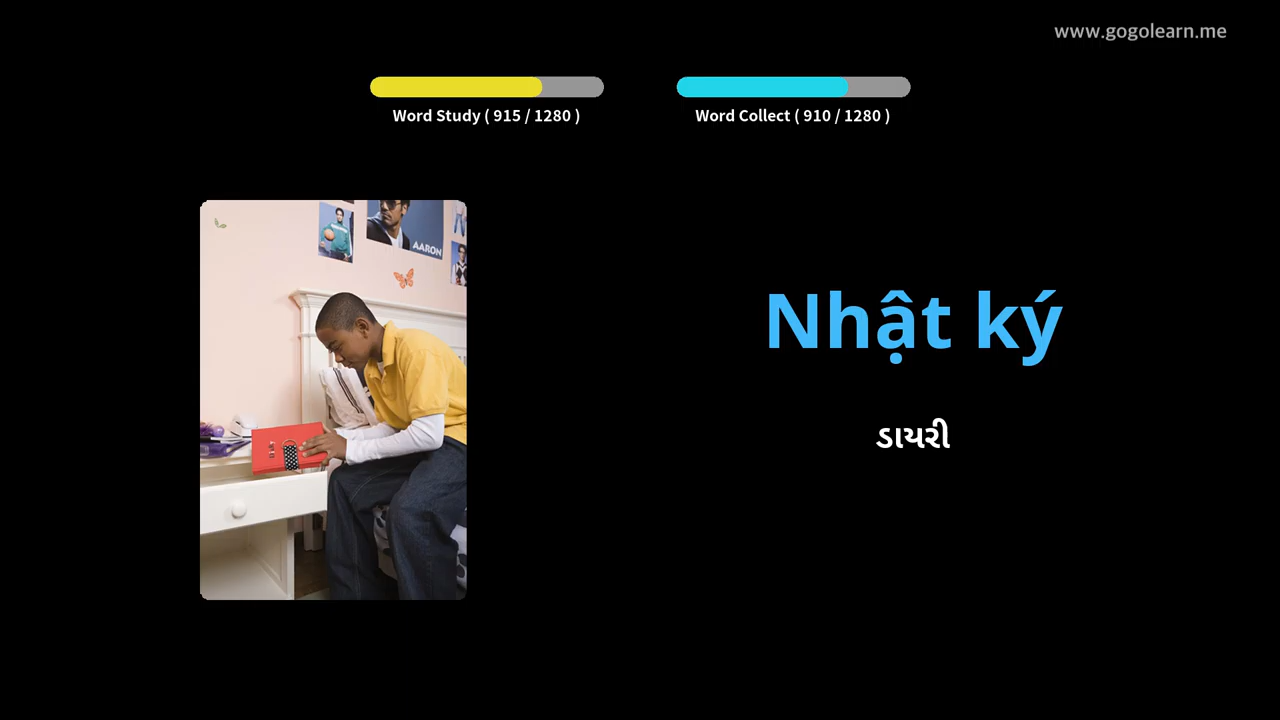 www.gogolearn.me
Word Study ( 915 / 1280 )
Word Collect ( 910 / 1280 )
AARON
Nhật ký
ડાયરી